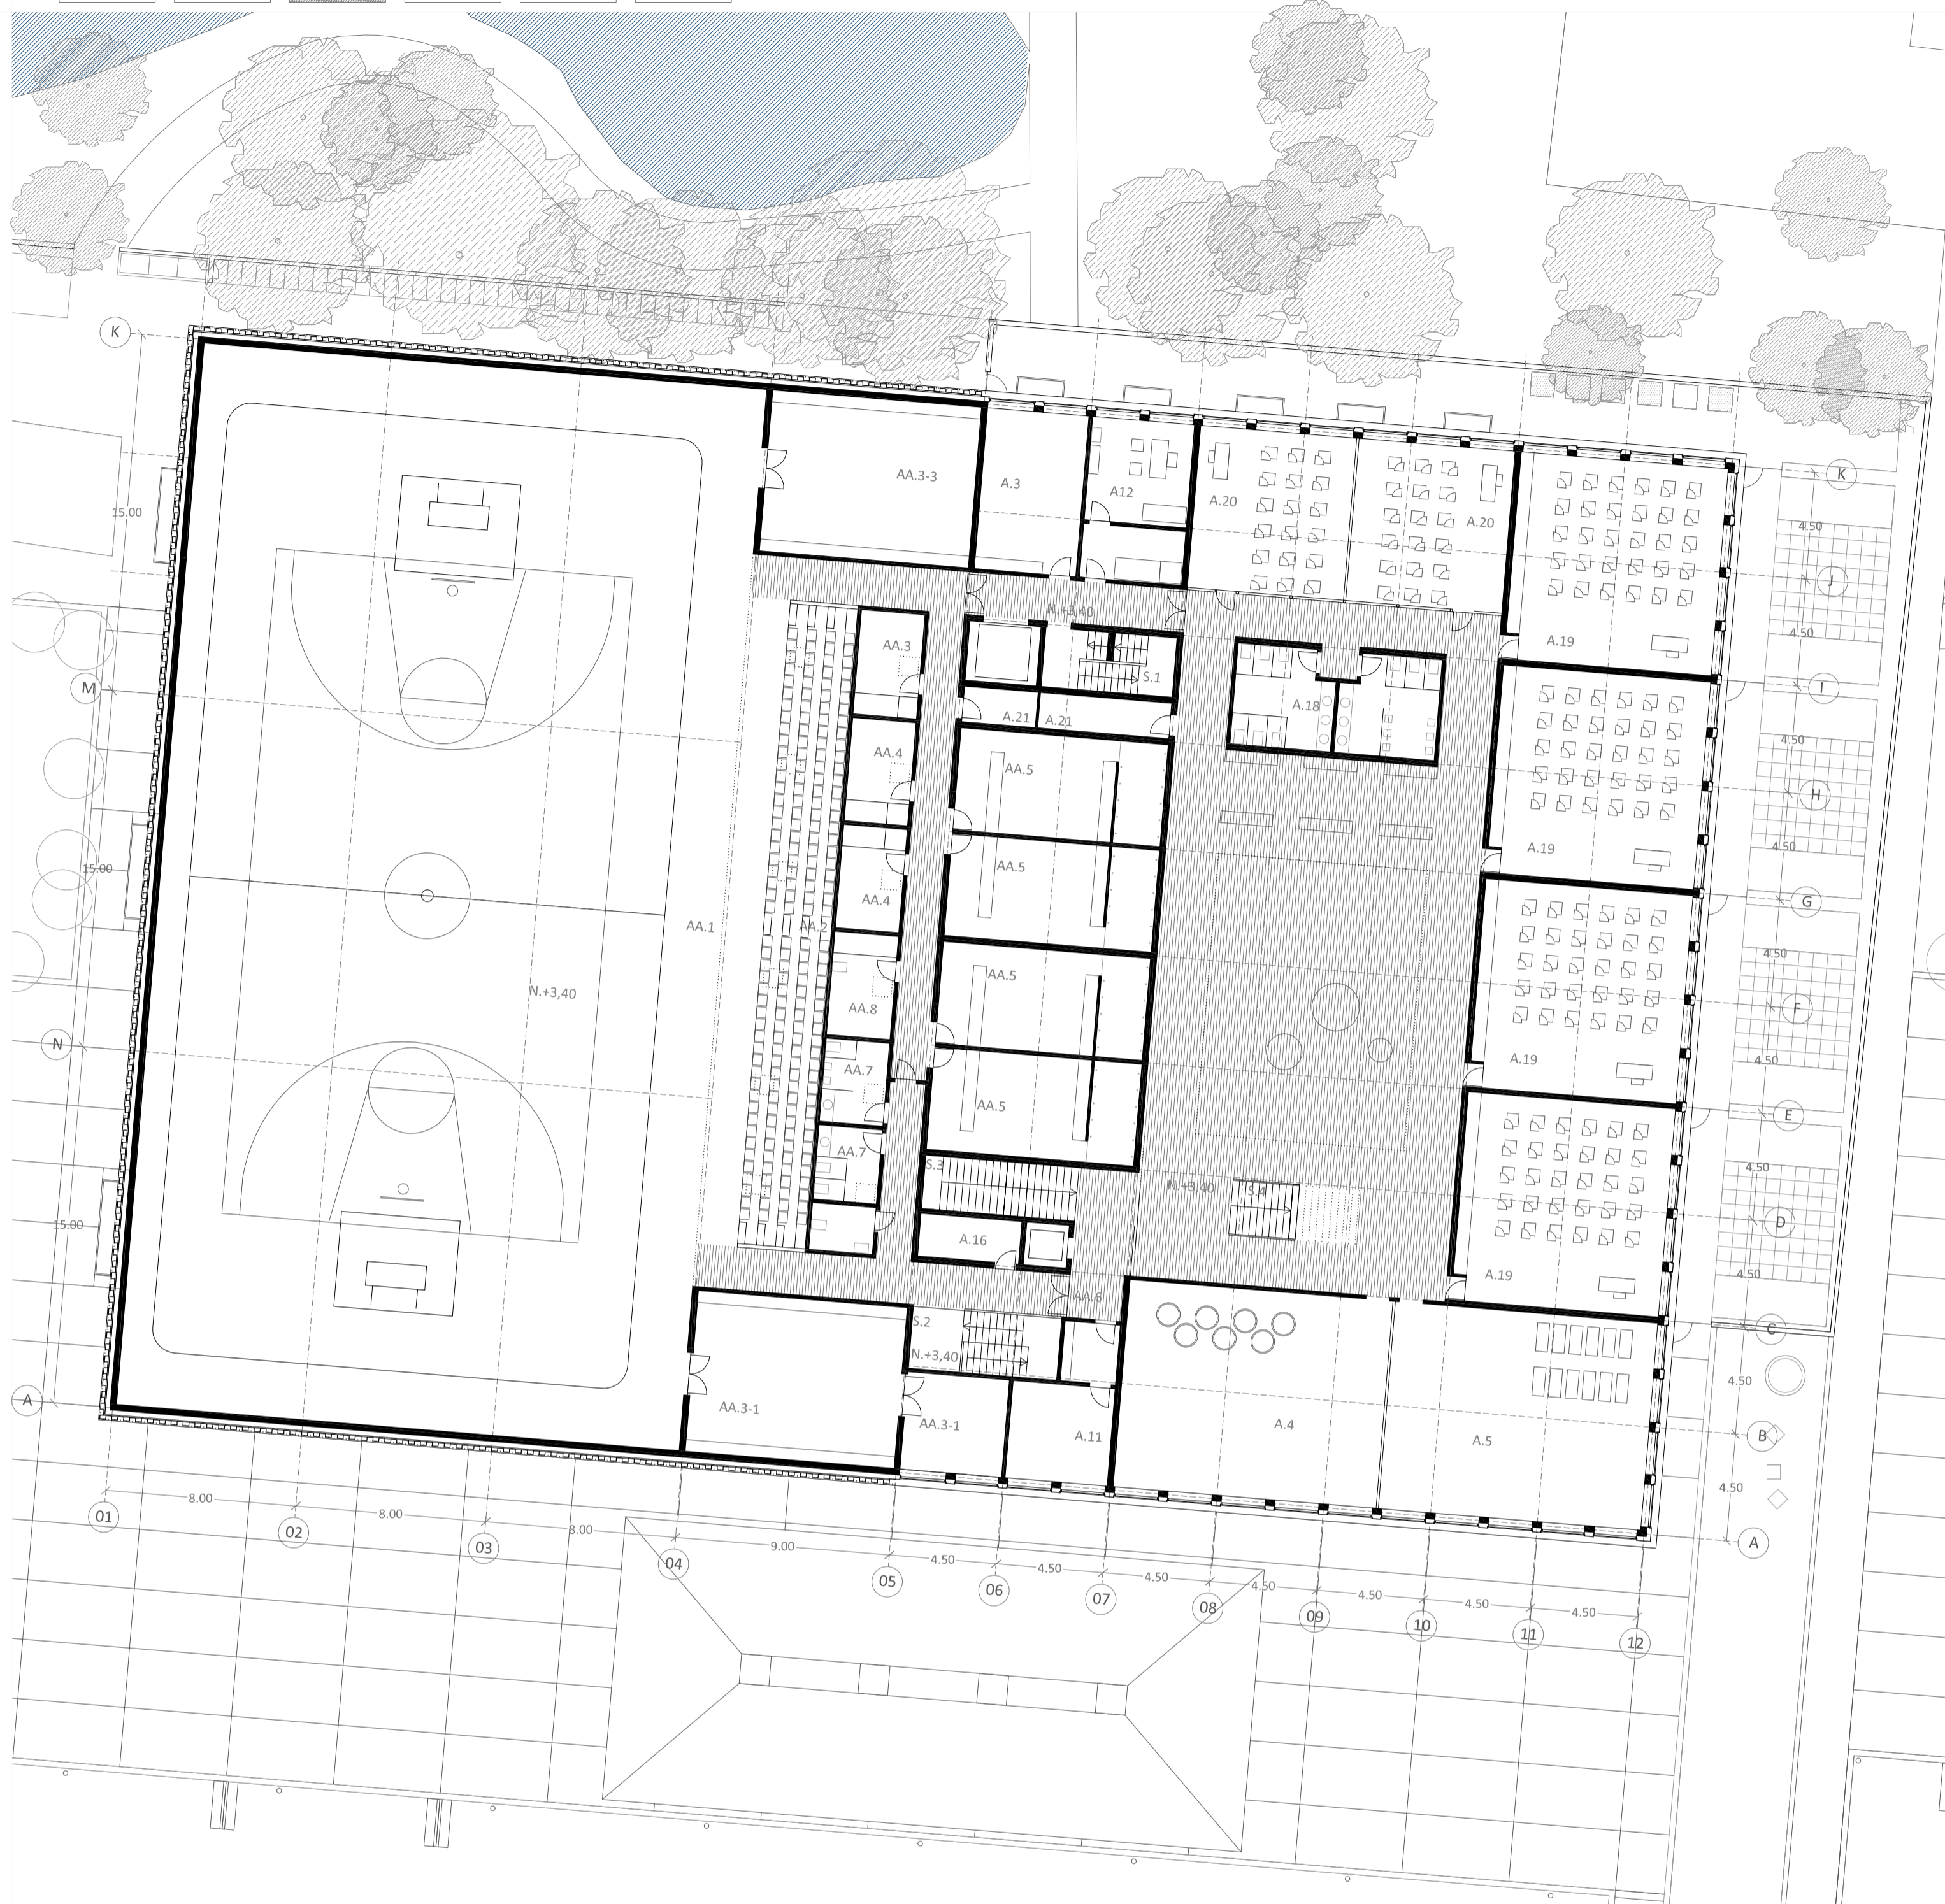 K
AA.3-3
A.3
A12
A.20
A.20
K
15.00
4.50
N.+3,40
J
A.19
4.50
AA.3
S.1
M
A.18
I
A.21
A.21
4.50
AA.4
AA.5
H
A.19
4.50
15.00
AA.5
AA.4
G
AA.1
AA.2
4.50
AA.5
N.+3,40
AA.8
F
N
A.19
4.50
AA.7
AA.5
E
AA.7
4.50
S.3
N.+3,40
S.4
D
15.00
A.16
A.19
4.50
AA.6
S.2
C
N.+3,40
4.50
A
AA.3-1
AA.3-1
A.11
A.4
A.5
B
4.50
01
8.00
02
8.00
03
8.00
04
9.00
05
4.50
06
4.50
07
4.50
08
4.50
09
4.50
10
4.50
11
4.50
12
A